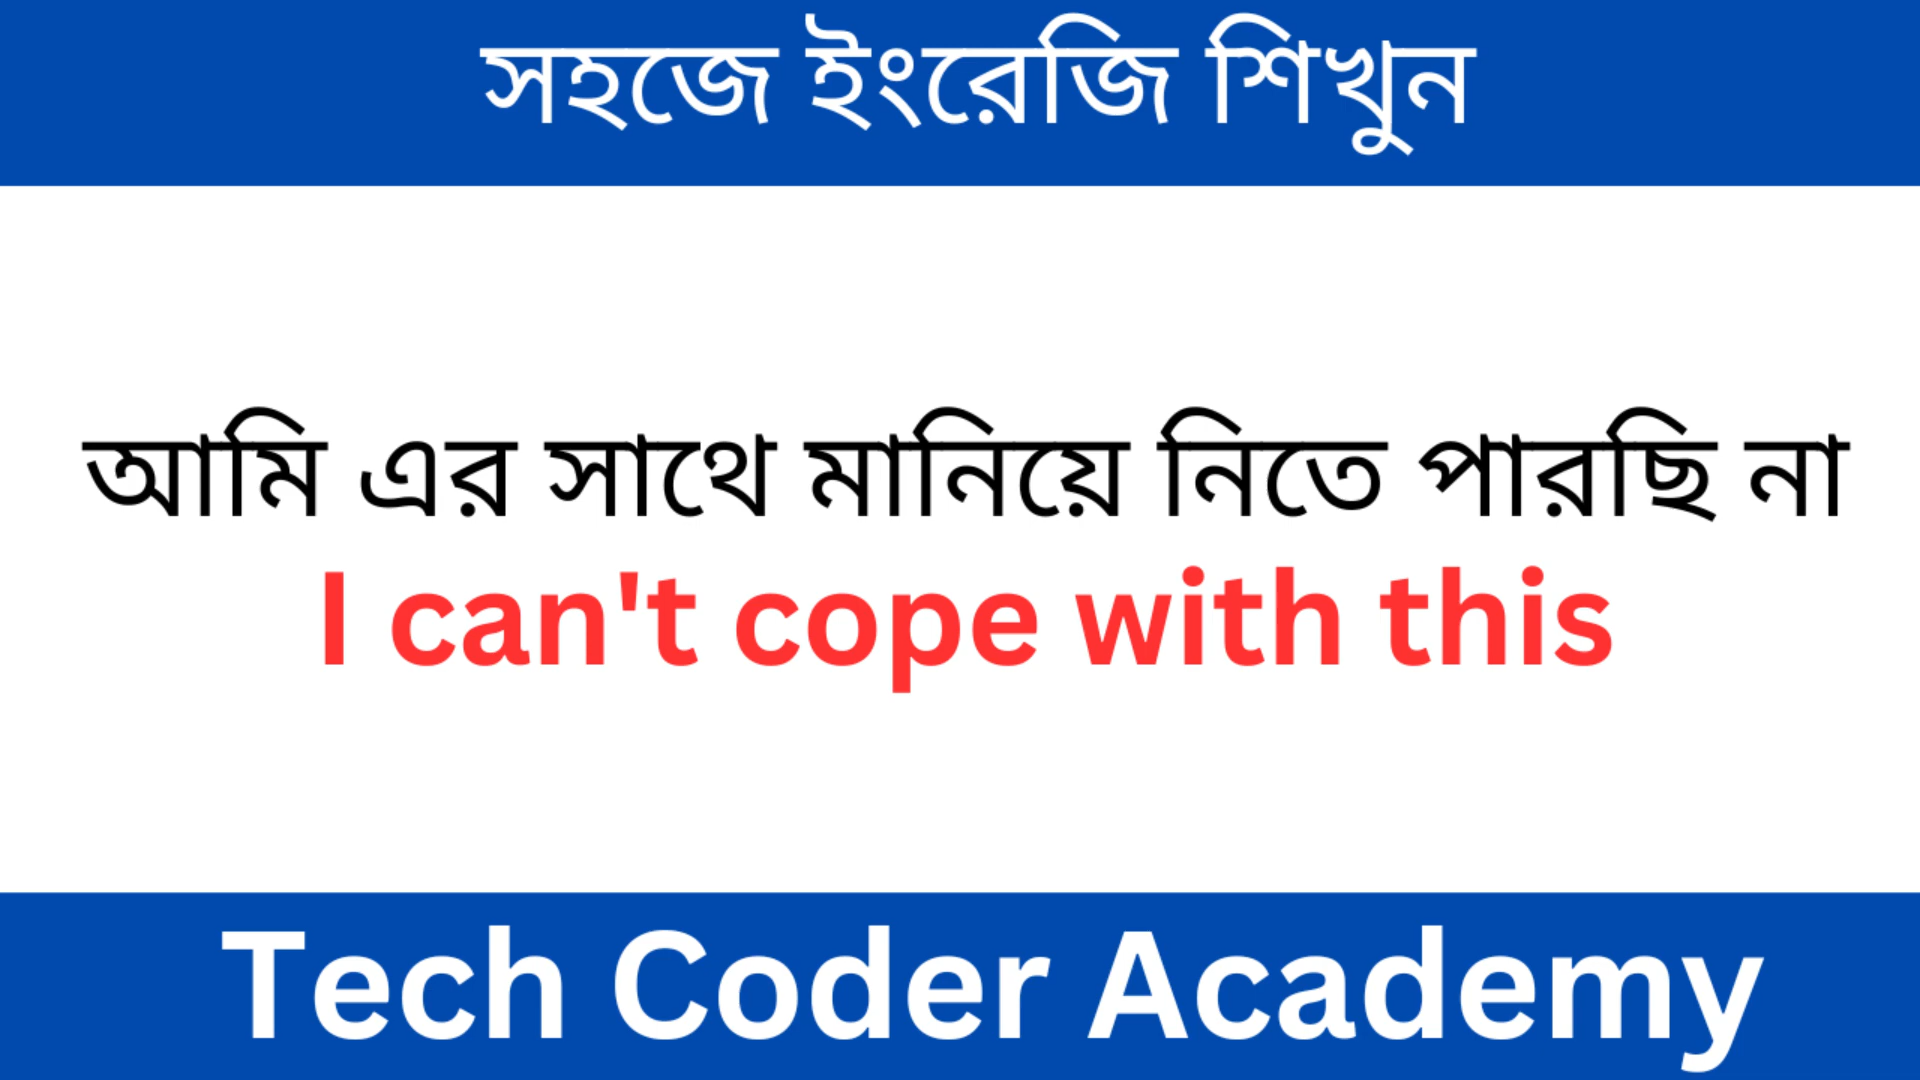 সহজে ইংরেজি শিখুন
আমি এর সাথে মানিয়ে নিতে পারছি না
I can't cope with this
Tech Coder Academy